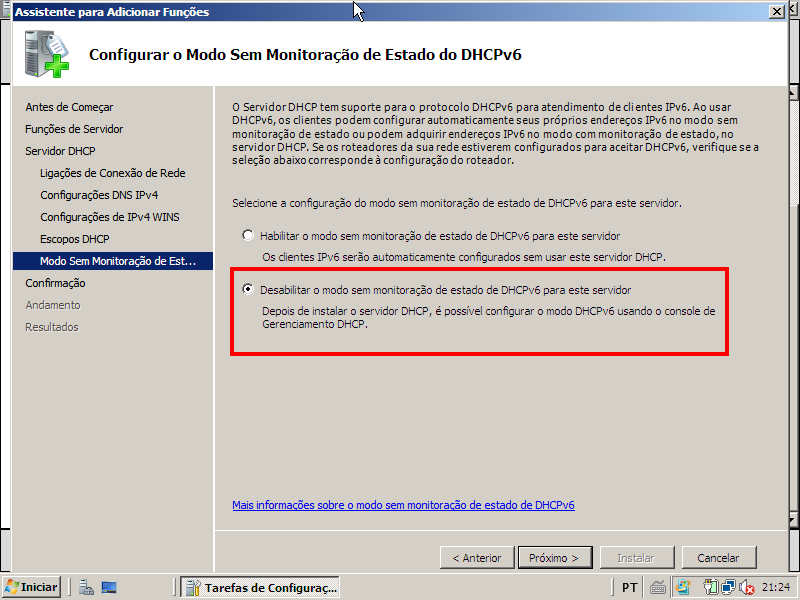 Assistente para Adicionar Funções
Configurar o Modo Sem Monitoração de Estado do DHCPv6
Antes de Começar
Funções de Servidor
Servidor DHCP
Ligações de Conexão de Rede
Configurações DNS IPv4
Configurações de IPv4 WINS
Escopos DHCP
Modo Sem Monitoração de Est...
Confirmação
Andamento
Resultados
O Servidor DHCP tem suporte para o protocolo DHCPv6 para atendimento de clientes IPv6. Ao usar
DHCPv6, os clientes podem configurar automaticamente seus próprios endereços IPv6 no modo sem
monitoração de estado ou podem adquirir endereços IPv6 no modo com monitoração de estado, no
servidor DHCP. Se os roteadores da sua rede estiverem configurados para aceitar DHCPv6, verifique se a
seleção abaixo corresponde à configuração do roteador.
Selecione a configuração do modo sem monitoração de estado de DHCPv6 para este servidor.
Habilitar o modo sem monitoração de estado de DHCPv6 para este servidor
Os clientes IPv6 serão automaticamente configurados sem usar este servidor DHCP.
Desabilitar o modo sem monitoração de estado de DHCPv6 para este servidor
Depois de instalar o servidor DHCP, é possível configurar o modo DHCPv6 usando o console de
Gerenciamento DHCP.
Mais informações sobre o modo sem monitoração de estado de DHCPv6
< Anterior
Próximo >
Instalar
Cancelar
Iniciar
Tarefas de Configuraç...
PT
21:24